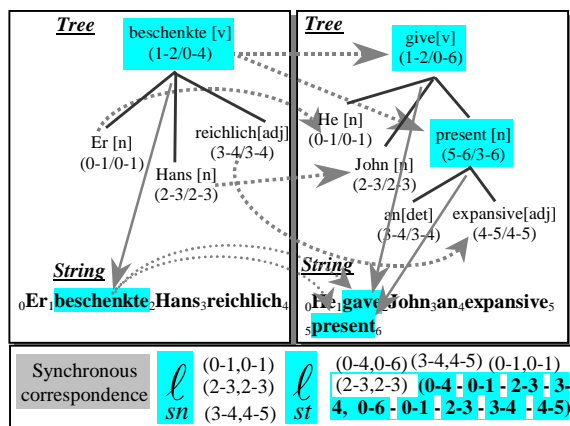 Tree
beschenkte [v]
(1-2/0-4)
Er [n]
(0-1/0-1)
Hans [n]
(2-3/2-3)
reichlich[adj]
(3-4/3-4)
String
0Er1beschenkte2Hans3reichlich4
Tree
give[v]
(1-2/0-6)
He [n]
(0-1/0-1)
John [n]
(2-3/2-3)
present [n]
(5-6/3-6)
an[det]
(3-4/3-4)
expansive[adj]
(4-5/4-5)
String
0He1gave2John3an4expansive5
5present6
Synchronous
correspondence
ℓsn
(0-1,0-1)
(2-3,2-3)
(3-4,4-5)
ℓst
(0-4,0-6) (3-4,4-5) (0-1,0-1)
(2-3,2-3) (0-4 - 0-1 - 2-3 - 3-
4, 0-6 - 0-1 - 2-3 - 3-4 - 4-5)